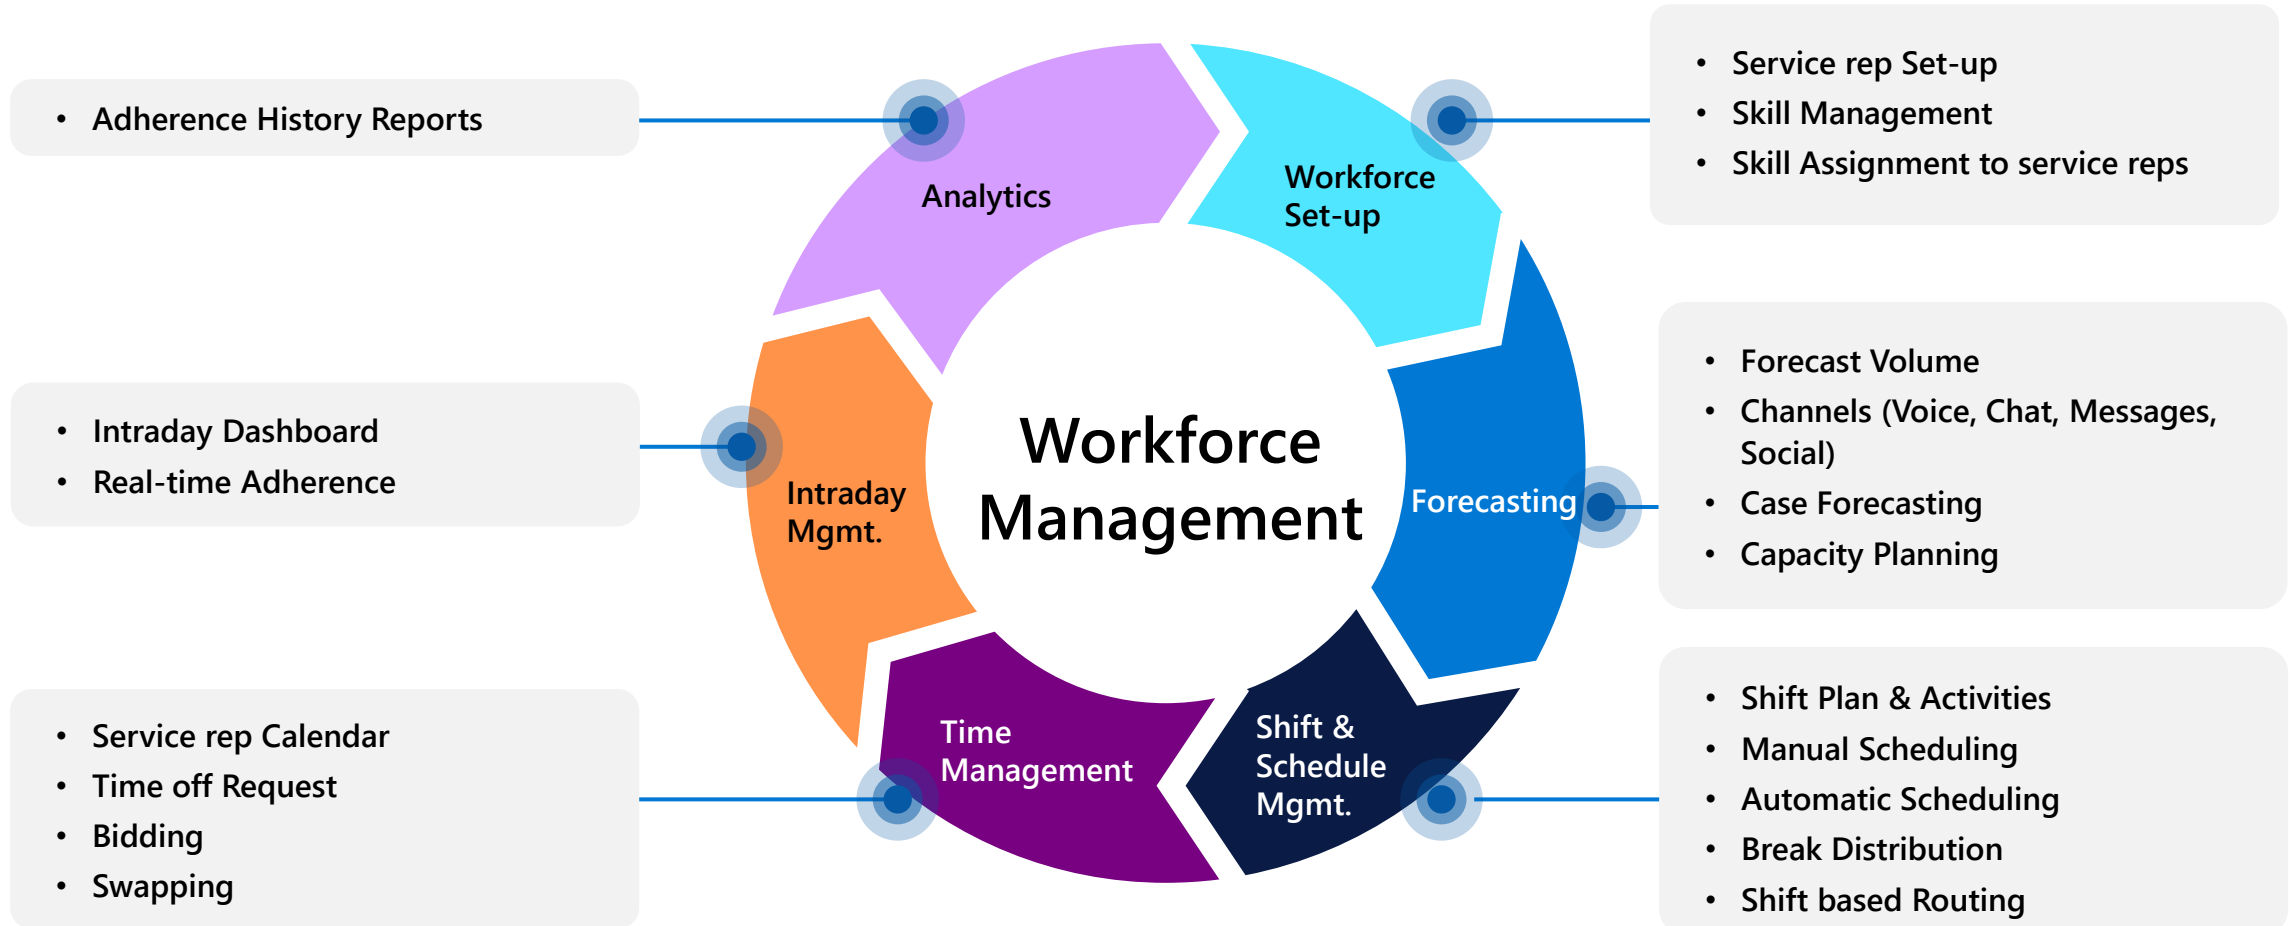 Workforce
Management
Analytics
• Adherence History Reports
Workforce
Set-up
• Service rep Set-up
• Skill Management
• Skill Assignment to service reps
Forecasting
• Forecast Volume
• Channels (Voice, Chat, Messages,
Social)
• Case Forecasting
• Capacity Planning
Shift &
Schedule
Mgmt.
• Shift Plan & Activities
• Manual Scheduling
• Automatic Scheduling
• Break Distribution
• Shift based Routing
Time
Management
• Service rep Calendar
• Time off Request
• Bidding
• Swapping
Intraday
Mgmt.
• Intraday Dashboard
• Real-time Adherence